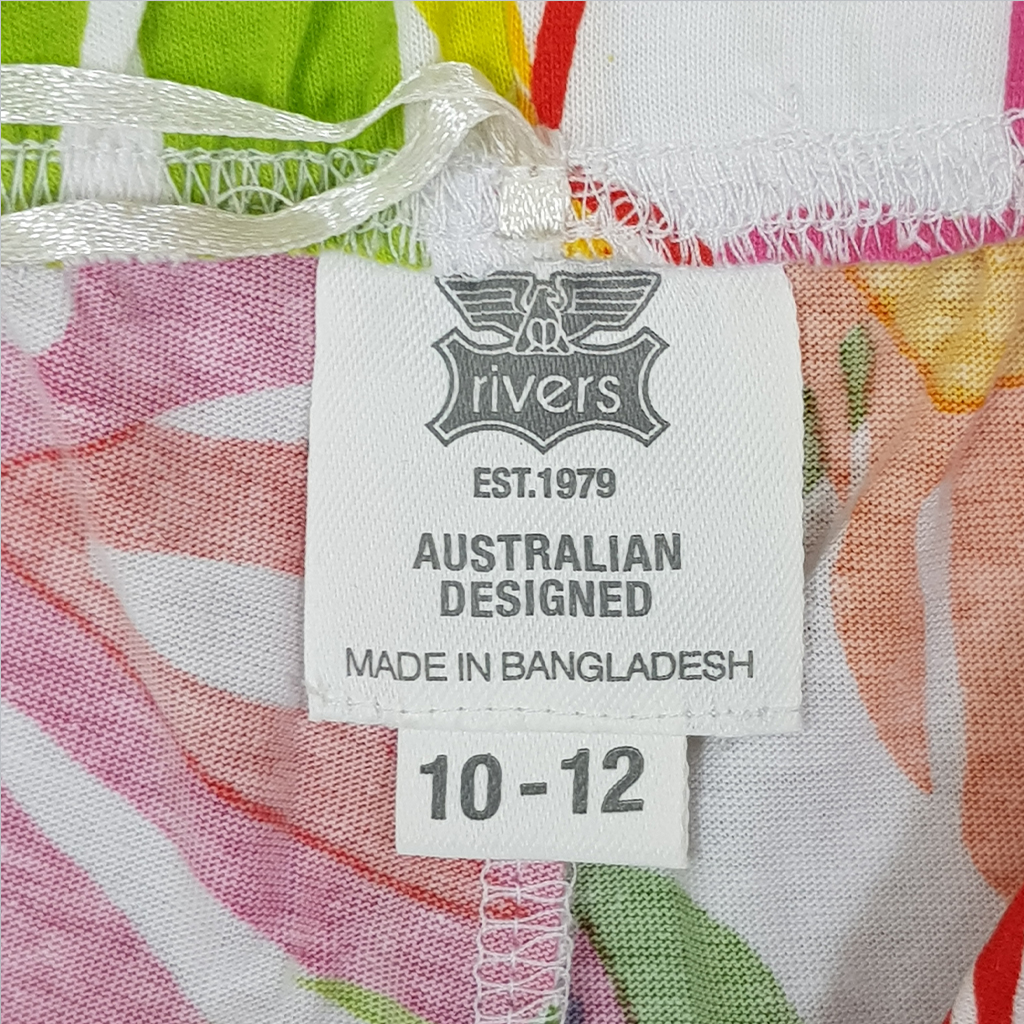 rivers
EST.1979
AUSTRALIAN
DESIGNED
MADE IN BANGLADESH
10-12